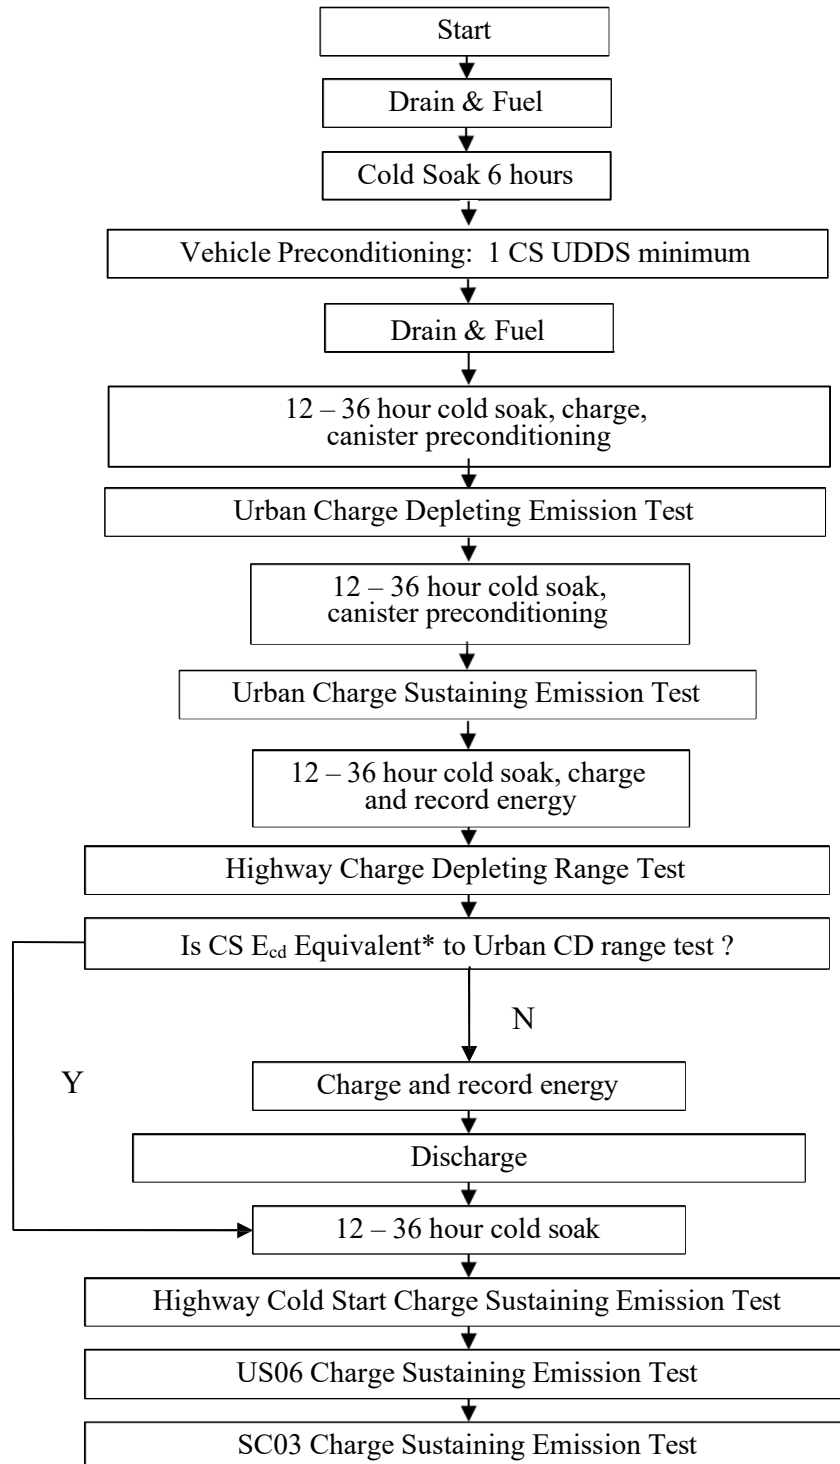 Start
Drain & Fuel
Cold Soak 6 hours
Vehicle Preconditioning: 1 CS UDDS minimum
Drain & Fuel
12 – 36 hour cold soak, charge,
canister preconditioning
Urban Charge Depleting Emission Test
12 – 36 hour cold soak,
canister preconditioning
Urban Charge Sustaining Emission Test
12 – 36 hour cold soak, charge
and record energy
Highway Charge Depleting Range Test
Is CS Ecd Equivalent* to Urban CD range test ?
N
Y
Charge and record energy
Discharge
12 – 36 hour cold soak
Highway Cold Start Charge Sustaining Emission Test
US06 Charge Sustaining Emission Test
SC03 Charge Sustaining Emission Test